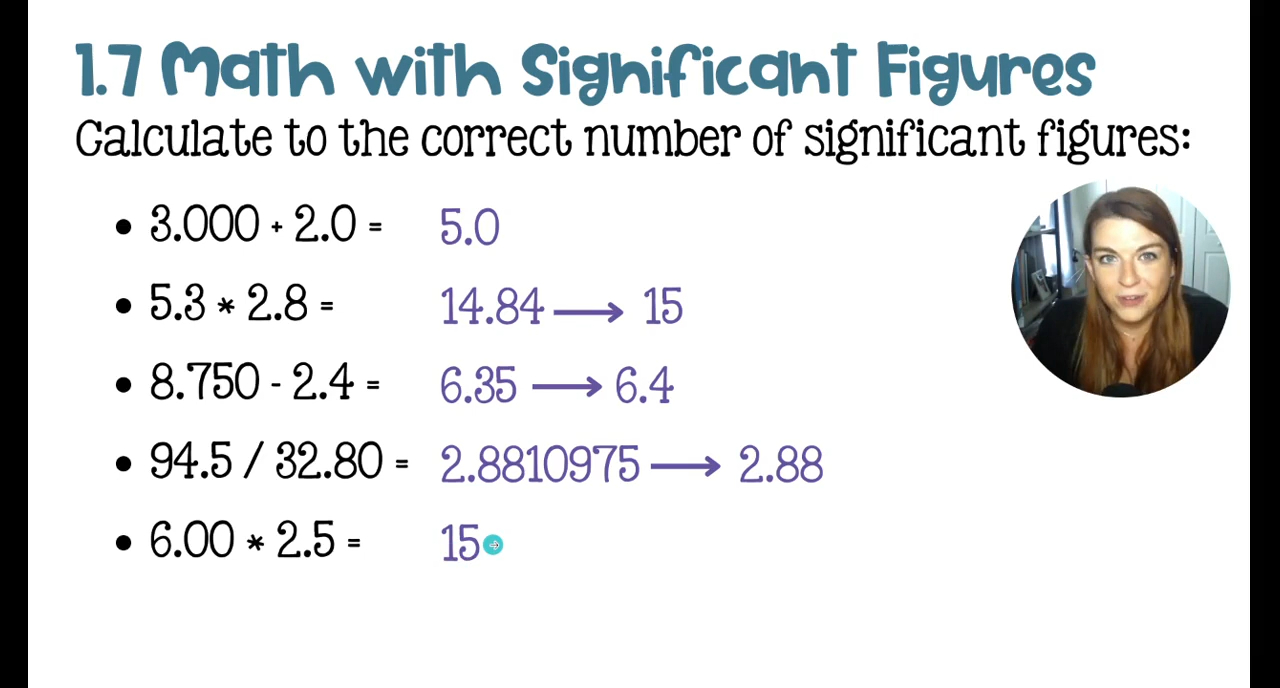 1.7 Math with Significant Figures
Calculate to the correct number of significant figures:
• 3.000 + 2.0 = 5.0
• 5.3 * 2.8 = 14.84 → 15
• 8.750 - 2.4 = 6.35 → 6.4
• 94.5 / 32.80 = 2.8810975 → 2.88
• 6.00 * 2.5 = 15